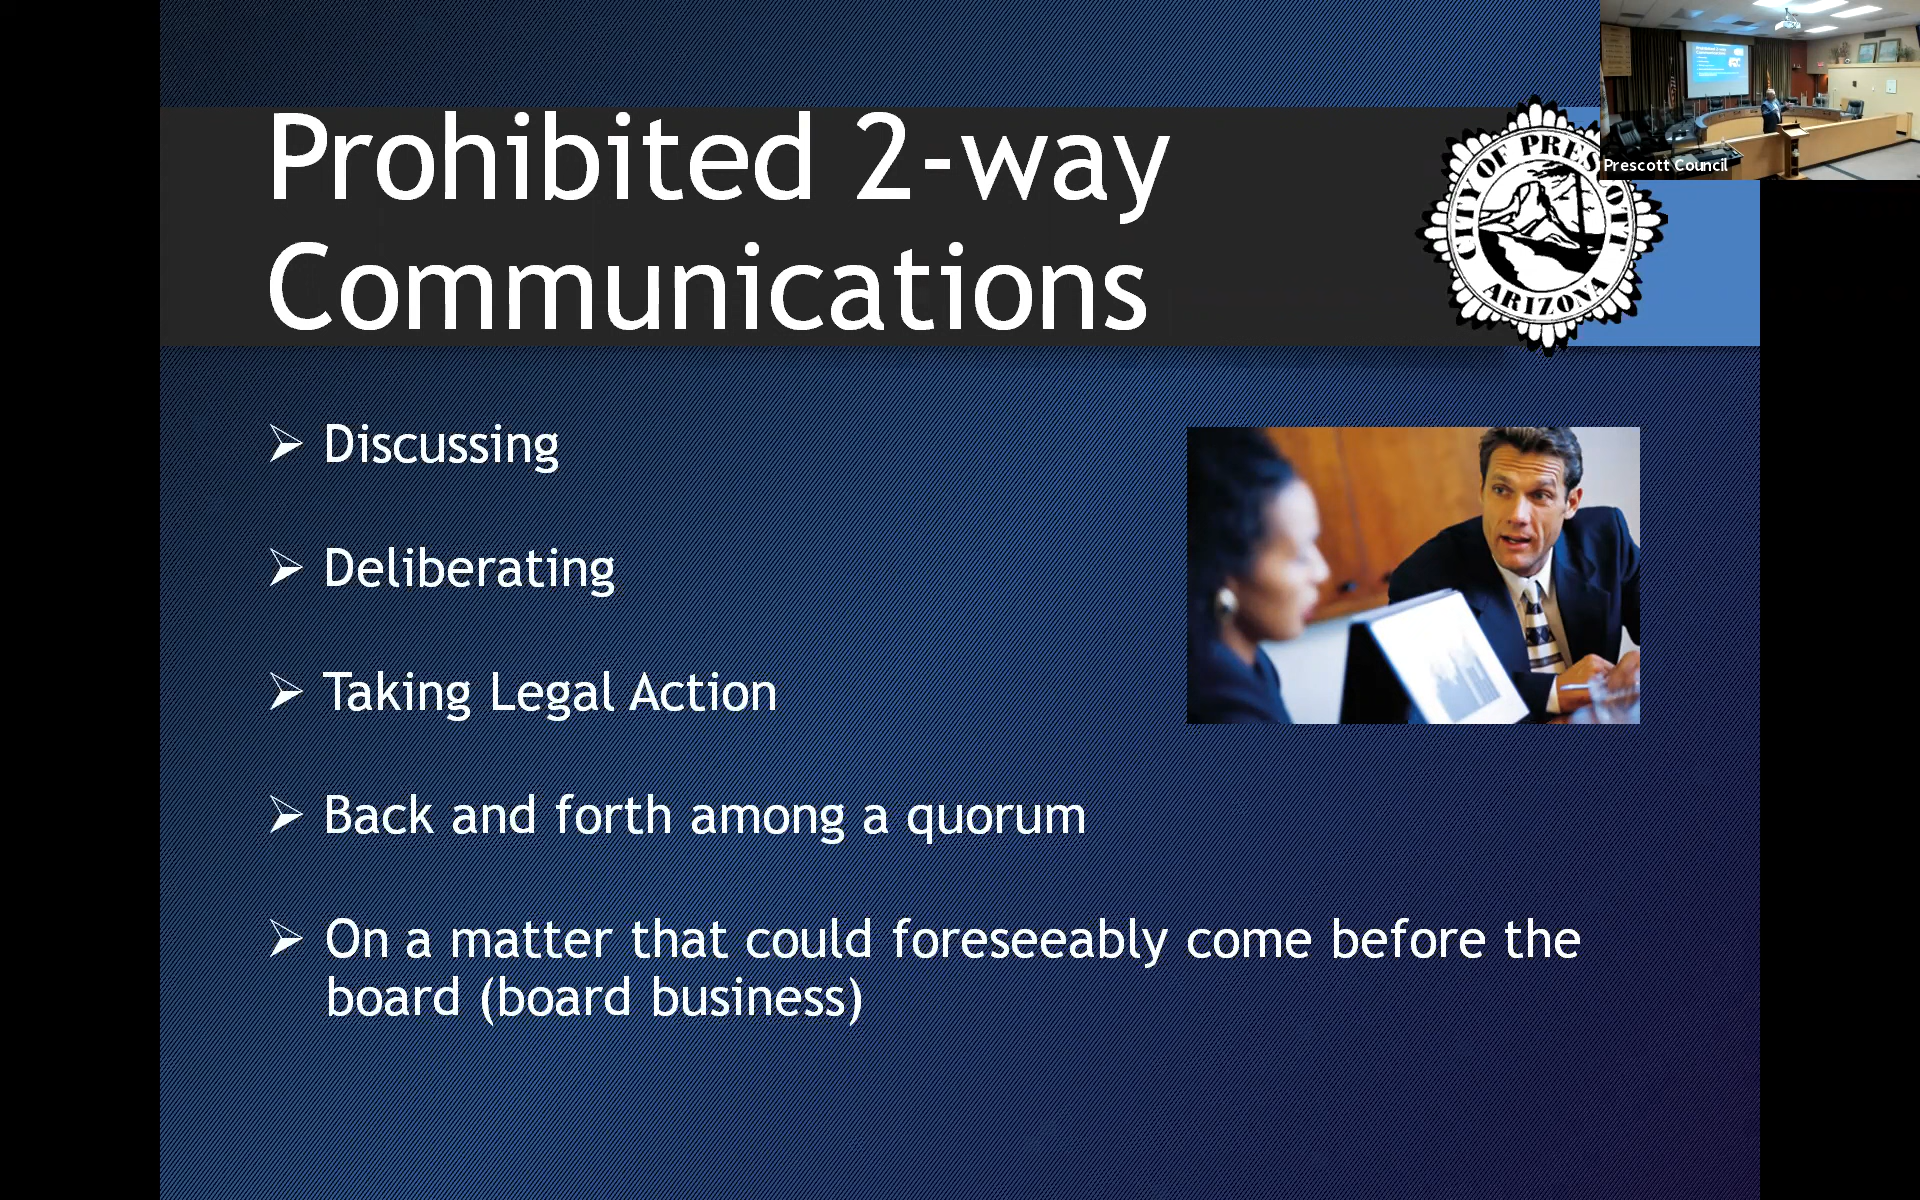 Prohibited 2-way
Communications
CITY OF PRESCOTT
ARIZONA
Prescott Council
Discussing
Deliberating
Taking Legal Action
Back and forth among a quorum
On a matter that could foreseeably come before the
board (board business)